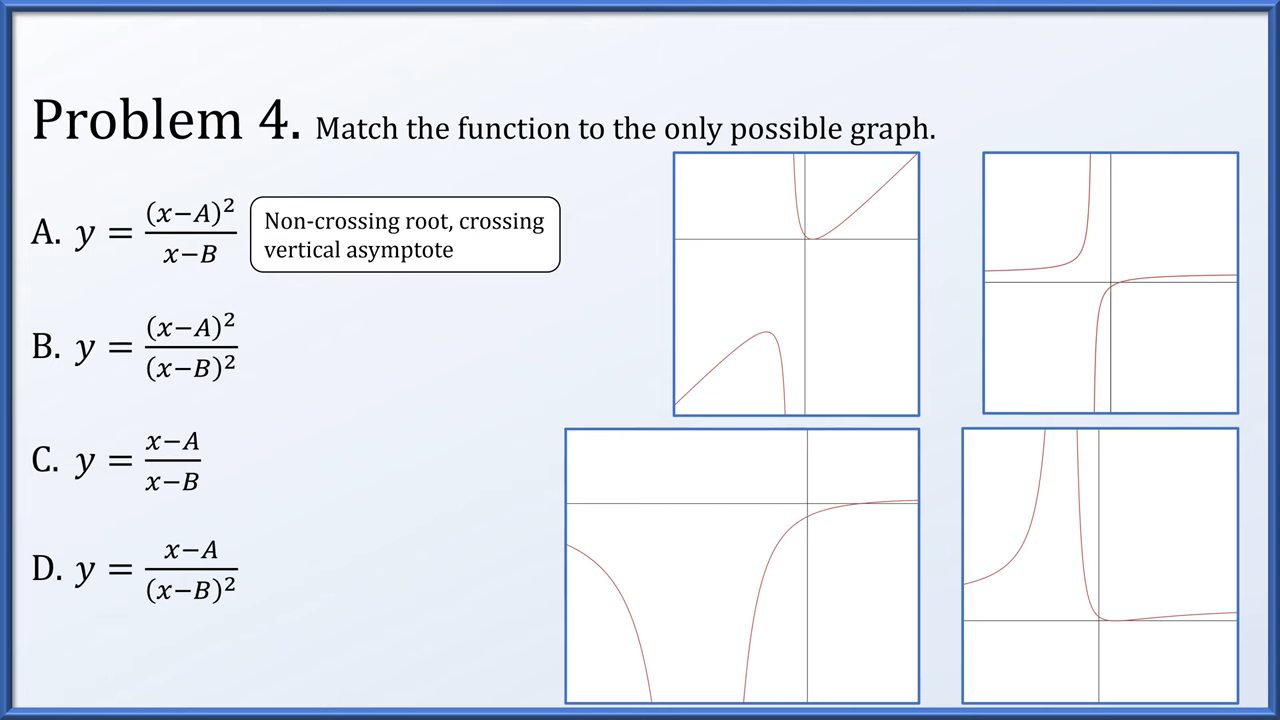 Problem 4. Match the function to the only possible graph.
A. y = (x−A)²/(x−B)
Non-crossing root, crossing
vertical asymptote
B. y = (x−A)²/(x−B)²
C. y = (x−A)/(x−B)
D. y = (x−A)/(x−B)²